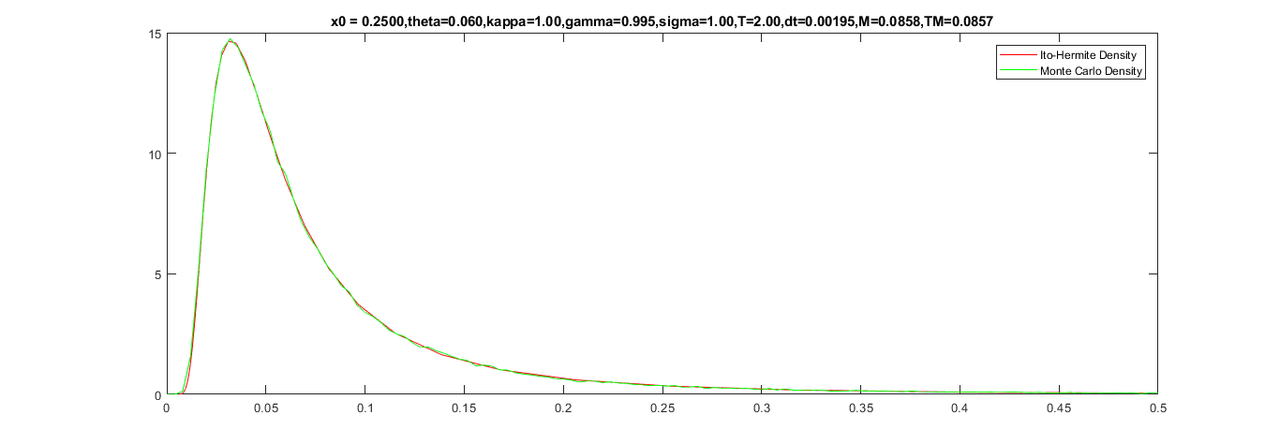 x0 = 0.2500,theta=0.060,kappa=1.00,gamma=0.995,sigma=1.00,T=2.00,dt=0.00195,M=0.0858,TM=0.0857
Ito-Hermite Density
Monte Carlo Density
15
10
5
0
0 0.05 0.1 0.15 0.2 0.25 0.3 0.35 0.4 0.45 0.5